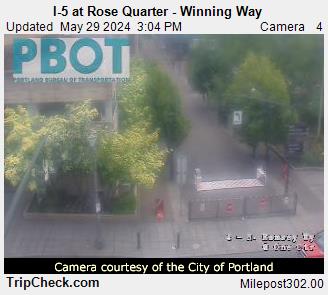 I-5 at Rose Quarter - Winning Way
Updated May 29 2024 3:04 PM Camera 4
PBOT
PORTLAND BUREAU OF TRANSPORTATION
Camera courtesy of the City of Portland
TripCheck.com Milepost302.00